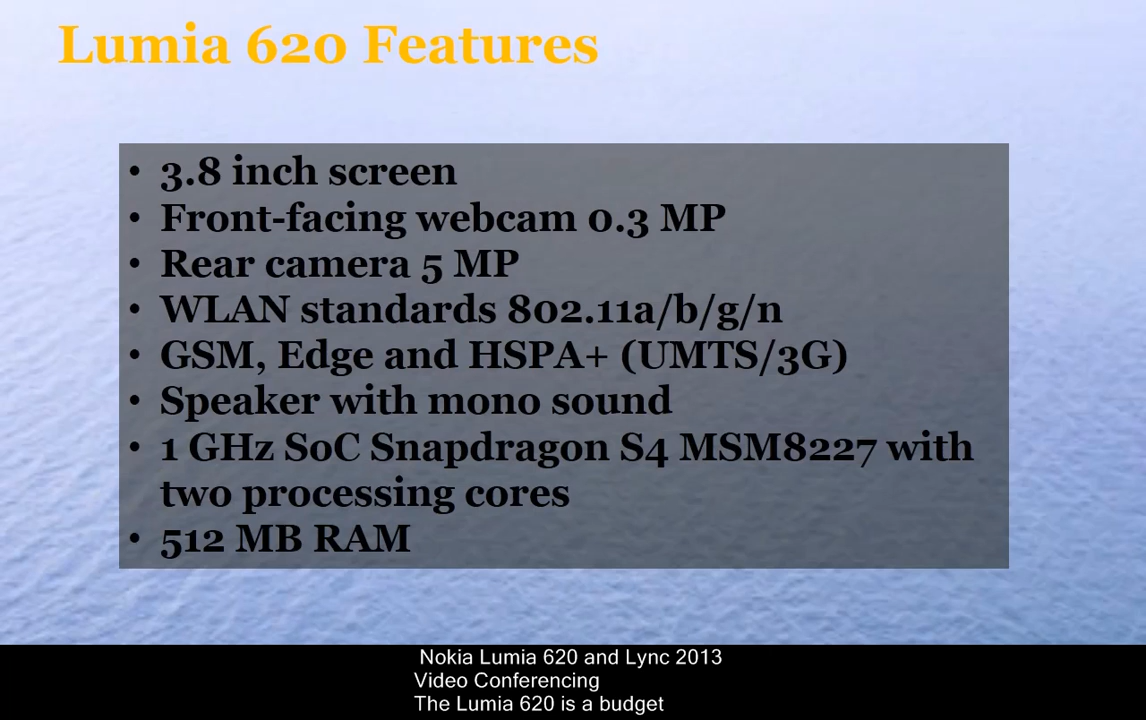 Lumia 620 Features
• 3.8 inch screen
• Front-facing webcam 0.3 MP
• Rear camera 5 MP
• WLAN standards 802.11a/b/g/n
• GSM, Edge and HSPA+ (UMTS/3G)
• Speaker with mono sound
• 1 GHz SoC Snapdragon S4 MSM8227 with
two processing cores
• 512 MB RAM
Nokia Lumia 620 and Lync 2013
Video Conferencing
The Lumia 620 is a budget